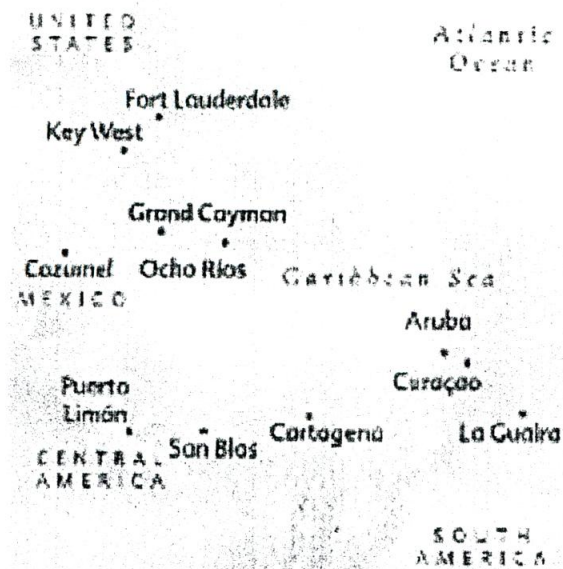 UNITED
STATES
Atlantic
Ocean
Fort Lauderdale
Key West
Grand Cayman
Cozumel
Ocho Ríos
Caribbean Sea
MEXICO
Aruba
Curaçao
Puerto
Limón
San Blas
Cartagena
La Guaira
CENTRAL
AMERICA
SOUTH
AMERICA